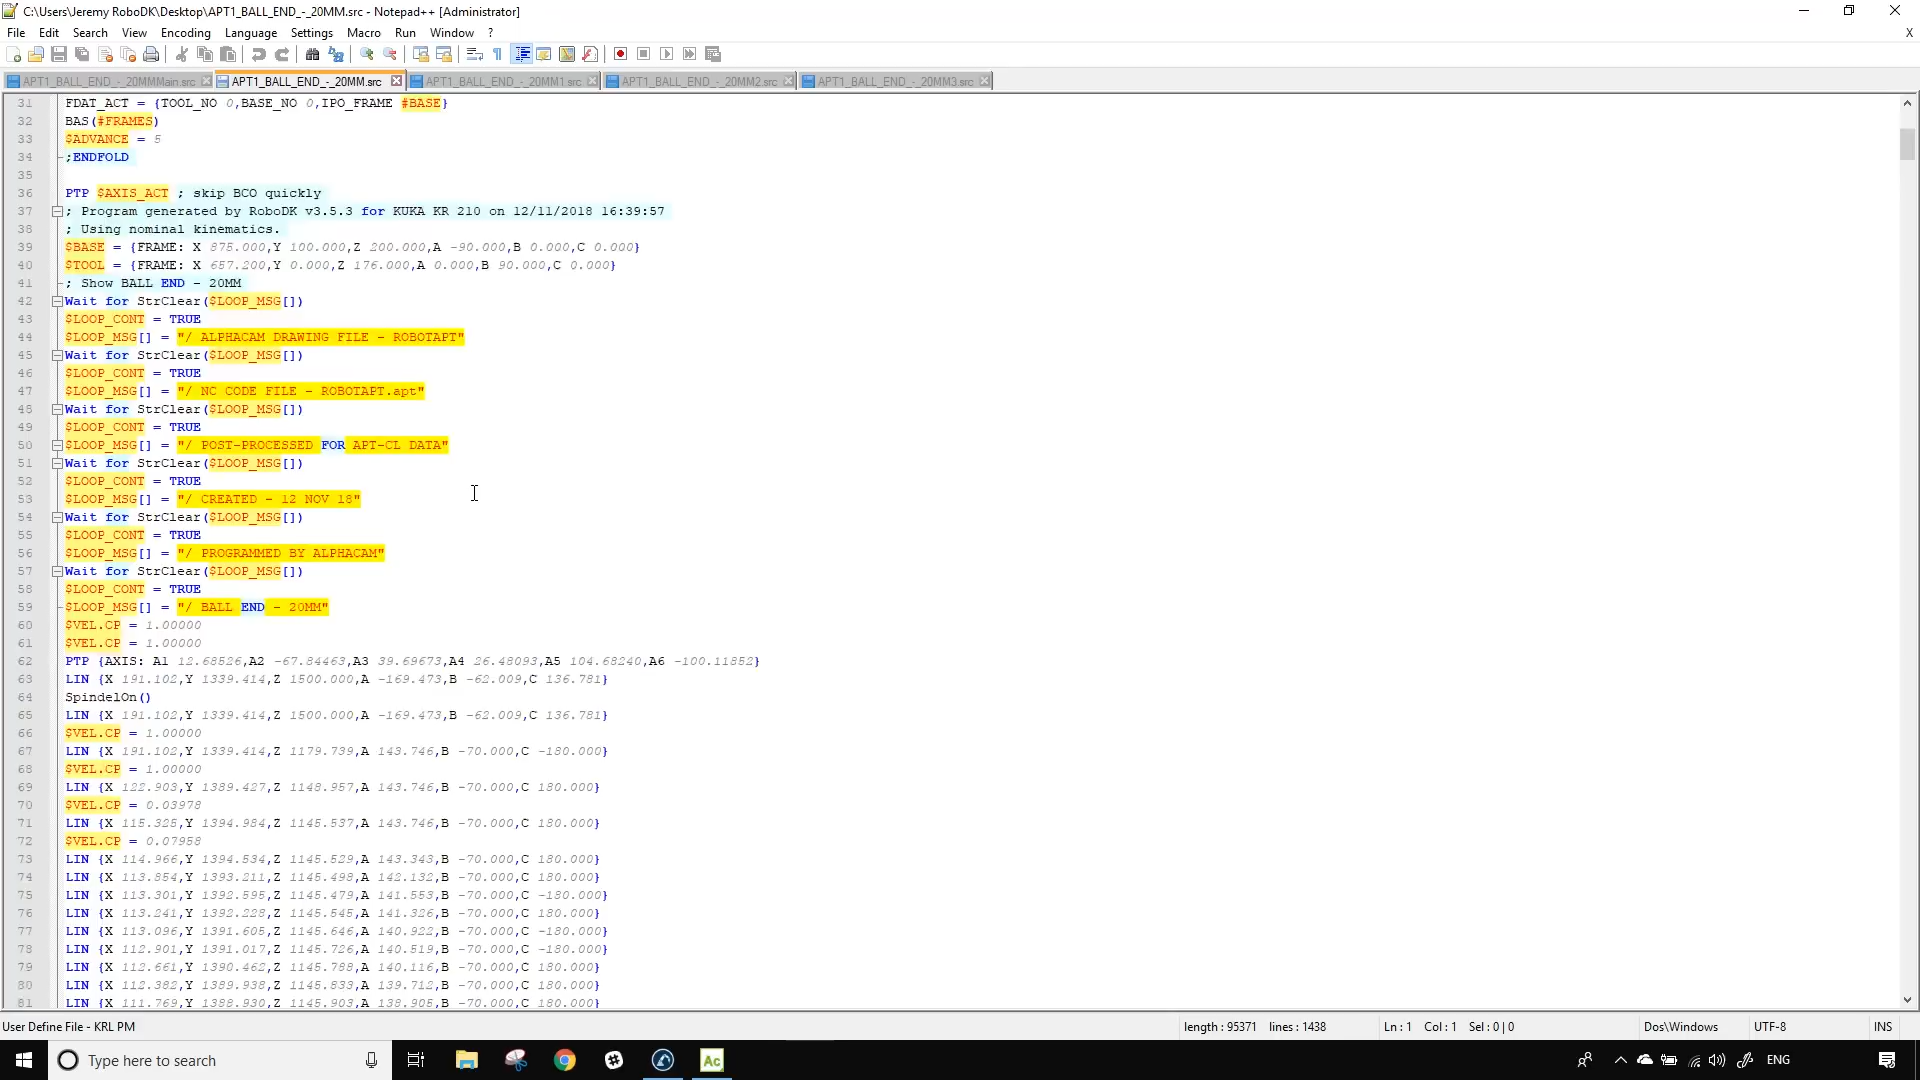 C:\Users\Jeremy RoboDK\Desktop\APT1_BALL_END_-_20MM.src - Notepad++ [Administrator]
File Edit Search View Encoding Language Settings Macro Run Window ? X
APT1_BALL_END_-_20MMMain.src APT1_BALL_END_-_20MM.src APT1_BALL_END_-_20MM1.src APT1_BALL_END_-_20MM2.src APT1_BALL_END_-_20MM3.src
31 FDAT_ACT = {TOOL_NO 0,BASE_NO 0,IPO_FRAME #BASE}
32 BAS(#FRAMES)
33 $ADVANCE = 5
34 ;ENDFOLD
35
36 PTP $AXIS_ACT ; skip BCO quickly
37 ; Program generated by RoboDK v3.5.3 for KUKA KR 210 on 12/11/2018 16:39:57
38 ; Using nominal kinematics.
39 $BASE = {FRAME: X 875.000,Y 100.000,Z 200.000,A -90.000,B 0.000,C 0.000}
40 $TOOL = {FRAME: X 657.200,Y 0.000,Z 176.000,A 0.000,B 90.000,C 0.000}
41 ; Show BALL END - 20MM
42 Wait for StrClear($LOOP_MSG[])
43 $LOOP_CONT = TRUE
44 $LOOP_MSG[] = "/ ALPHACAM DRAWING FILE - ROBOTAPT"
45 Wait for StrClear($LOOP_MSG[])
46 $LOOP_CONT = TRUE
47 $LOOP_MSG[] = "/ NC CODE FILE - ROBOTAPT.apt"
48 Wait for StrClear($LOOP_MSG[])
49 $LOOP_CONT = TRUE
50 $LOOP_MSG[] = "/ POST-PROCESSED FOR APT-CL DATA"
51 Wait for StrClear($LOOP_MSG[])
52 $LOOP_CONT = TRUE
53 $LOOP_MSG[] = "/ CREATED - 12 NOV 18"
54 Wait for StrClear($LOOP_MSG[])
55 $LOOP_CONT = TRUE
56 $LOOP_MSG[] = "/ PROGRAMMED BY ALPHACAM"
57 Wait for StrClear($LOOP_MSG[])
58 $LOOP_CONT = TRUE
59 $LOOP_MSG[] = "/ BALL END - 20MM"
60 $VEL.CP = 1.00000
61 $VEL.CP = 1.00000
62 PTP {AXIS: A1 12.68526,A2 -67.84463,A3 39.69673,A4 26.48093,A5 104.68240,A6 -100.11852}
63 LIN {X 191.102,Y 1339.414,Z 1500.000,A -169.473,B -62.009,C 136.781}
64 SpindelOn()
65 LIN {X 191.102,Y 1339.414,Z 1500.000,A -169.473,B -62.009,C 136.781}
66 $VEL.CP = 1.00000
67 LIN {X 191.102,Y 1339.414,Z 1179.739,A 143.746,B -70.000,C -180.000}
68 $VEL.CP = 1.00000
69 LIN {X 122.903,Y 1389.427,Z 1148.957,A 143.746,B -70.000,C 180.000}
70 $VEL.CP = 0.03978
71 LIN {X 115.325,Y 1394.984,Z 1145.537,A 143.746,B -70.000,C 180.000}
72 $VEL.CP = 0.07958
73 LIN {X 114.966,Y 1394.534,Z 1145.529,A 143.343,B -70.000,C 180.000}
74 LIN {X 113.854,Y 1393.211,Z 1145.498,A 142.132,B -70.000,C 180.000}
75 LIN {X 113.301,Y 1392.595,Z 1145.479,A 141.553,B -70.000,C -180.000}
76 LIN {X 113.241,Y 1392.228,Z 1145.545,A 141.326,B -70.000,C 180.000}
77 LIN {X 113.096,Y 1391.605,Z 1145.646,A 140.922,B -70.000,C -180.000}
78 LIN {X 112.901,Y 1391.017,Z 1145.726,A 140.519,B -70.000,C -180.000}
79 LIN {X 112.661,Y 1390.462,Z 1145.788,A 140.116,B -70.000,C 180.000}
80 LIN {X 112.382,Y 1389.938,Z 1145.833,A 139.712,B -70.000,C 180.000}
81 LIN {X 111.769,Y 1388.930,Z 1145.903,A 138.905,B -70.000,C 180.000}
User Define File - KRL PM length : 95371 lines : 1438 Ln : 1 Col : 1 Sel : 0 | 0 Dos\Windows UTF-8 INS
Type here to search Ac ENG